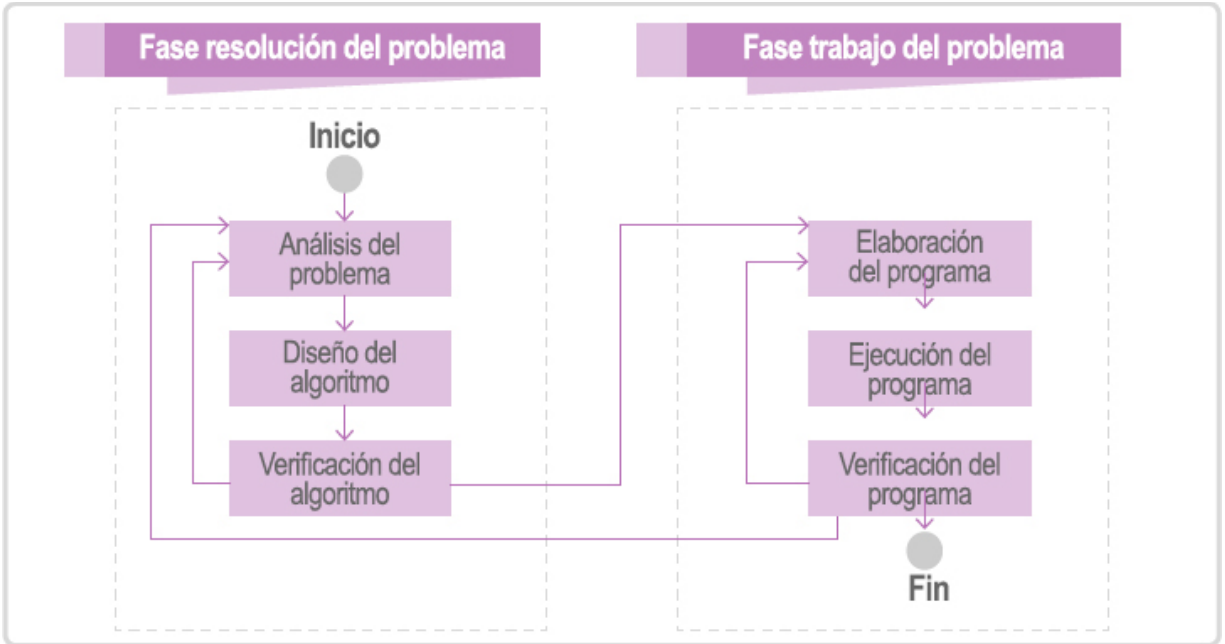 Fase resolución del problema
Inicio
Análisis del
problema
Diseño del
algoritmo
Verificación del
algoritmo
Fase trabajo del problema
Elaboración
del programa
Ejecución del
programa
Verificación del
programa
Fin